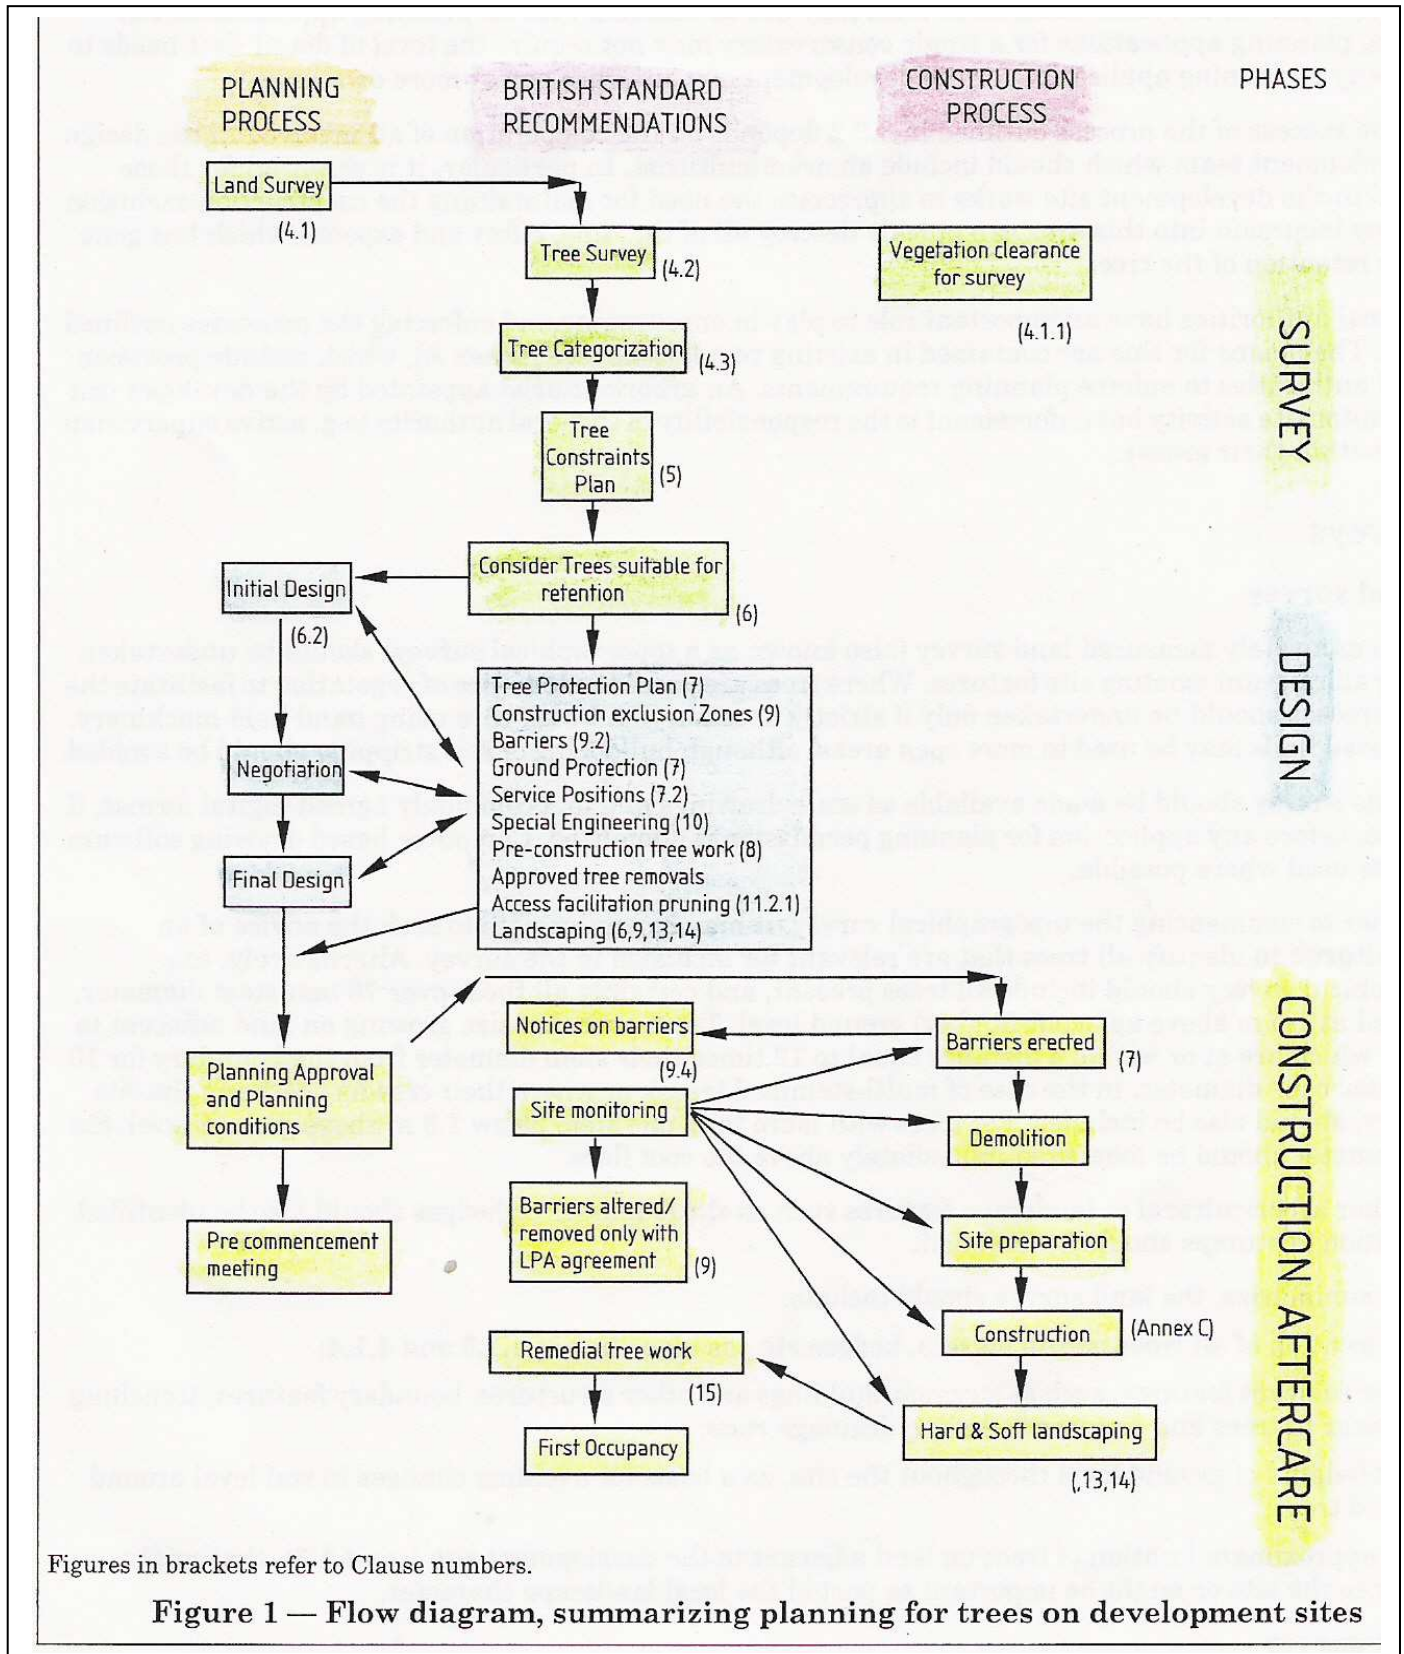 PLANNING
PROCESS
BRITISH STANDARD
RECOMMENDATIONS
CONSTRUCTION
PROCESS
PHASES
Land Survey
(4.1)
Tree Survey
(4.2)
Vegetation clearance
for survey
(4.1.1)
Tree Categorization
(4.3)
Tree
Constraints
Plan
(5)
SURVEY
Consider Trees suitable for
retention
(6)
Initial Design
(6.2)
Tree Protection Plan (7)
Construction exclusion Zones (9)
Barriers (9.2)
Ground Protection (7)
Service Positions (7.2)
Special Engineering (10)
Pre-construction tree work (8)
Approved tree removals
Access facilitation pruning (11.2.1)
Landscaping (6,9,13,14)
Negotiation
Final Design
DESIGN
Planning Approval
and Planning
conditions
Pre commencement
meeting
Notices on barriers
(9.4)
Barriers erected
(7)
Site monitoring
Demolition
Barriers altered/
removed only with
LPA agreement
(9)
Site preparation
Construction
(Annex C)
Remedial tree work
(15)
Hard & Soft landscaping
(,13,14)
First Occupancy
CONSTRUCTION AFTERCARE
Figures in brackets refer to Clause numbers.
Figure 1 — Flow diagram, summarizing planning for trees on development sites